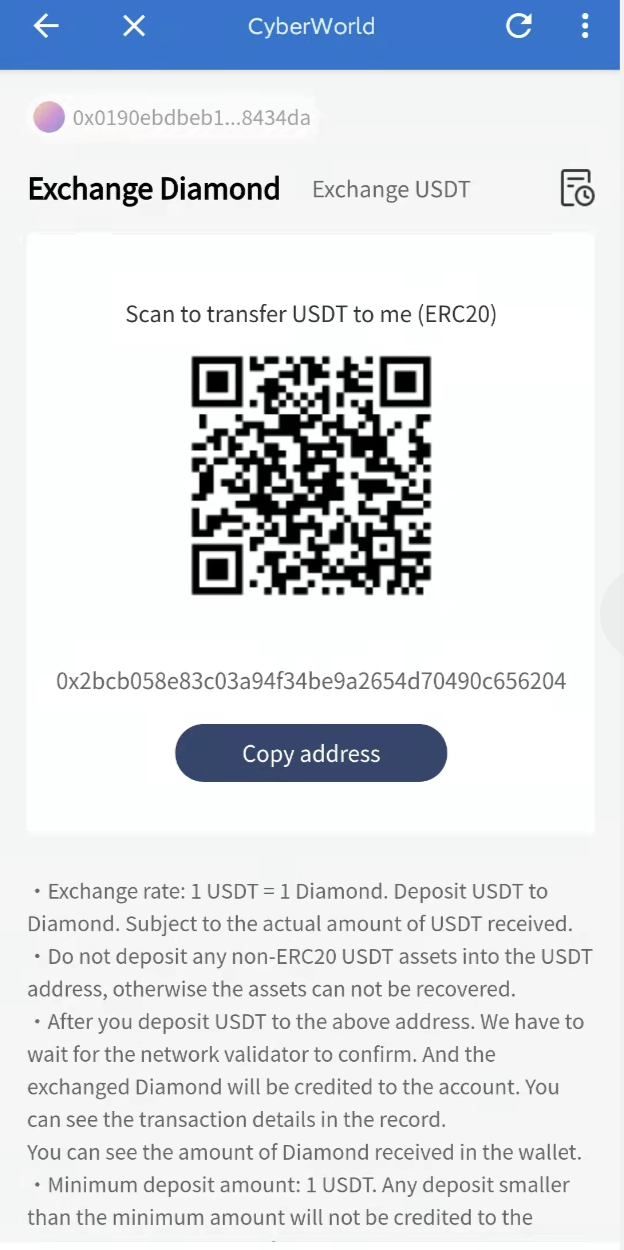 CyberWorld
0x0190ebdbeb1...8434da
Exchange Diamond Exchange USDT
Scan to transfer USDT to me (ERC20)
0x2bcb058e83c03a94f34be9a2654d70490c656204
Copy address
・Exchange rate: 1 USDT = 1 Diamond. Deposit USDT to
Diamond. Subject to the actual amount of USDT received.
・Do not deposit any non-ERC20 USDT assets into the USDT
address, otherwise the assets can not be recovered.
・After you deposit USDT to the above address. We have to
wait for the network validator to confirm. And the
exchanged Diamond will be credited to the account. You
can see the transaction details in the record.
You can see the amount of Diamond received in the wallet.
・Minimum deposit amount: 1 USDT. Any deposit smaller
than the minimum amount will not be credited to the